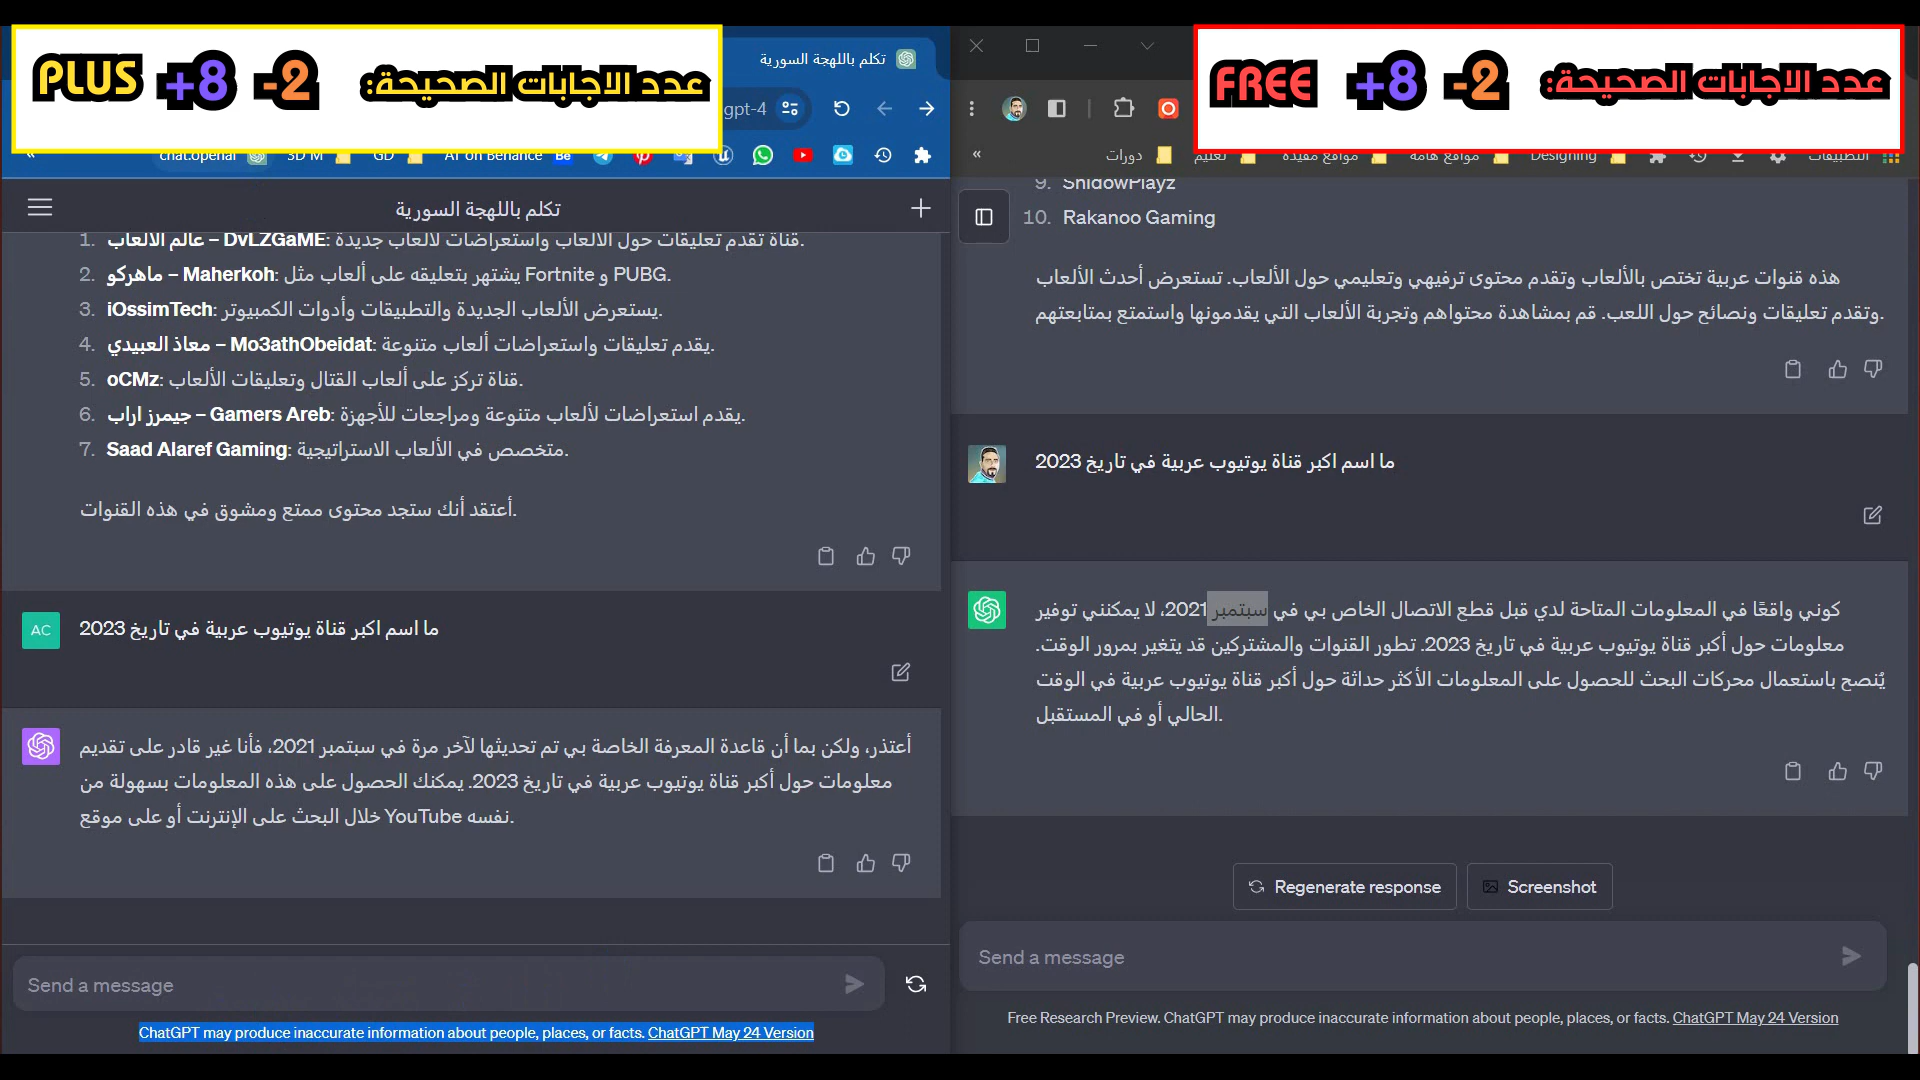 PLUS +8 -2 عدد الاجابات الصحيحة:
تكلم باللهجة السورية
gpt-4
chat.openai
3D M
GD
AI on Behance
تكلم باللهجة السورية
1. عالم الألعاب – DvLZGaME: قناة تقدم تعليقات حول الألعاب واستعراضات لألعاب جديدة.
2. ماهركو – Maherkoh: يشتهر بتعليقه على ألعاب مثل Fortnite و PUBG.
3. iOssimTech: يستعرض الألعاب الجديدة والتطبيقات وأدوات الكمبيوتر.
4. معاذ العبيدي – Mo3athObeidat: يقدم تعليقات واستعراضات ألعاب متنوعة.
5. oCMz: قناة تركز على ألعاب القتال وتعليقات الألعاب.
6. جيمرز اراب – Gamers Areb: يقدم استعراضات لألعاب متنوعة ومراجعات للأجهزة.
7. Saad Alaref Gaming: متخصص في الألعاب الاستراتيجية.
أعتقد أنك ستجد محتوى ممتع ومشوق في هذه القنوات.
AC
ما اسم اكبر قناة يوتيوب عربية في تاريخ 2023
أعتذر، ولكن بما أن قاعدة المعرفة الخاصة بي تم تحديثها لآخر مرة في سبتمبر 2021، فأنا غير قادر على تقديم
معلومات حول أكبر قناة يوتيوب عربية في تاريخ 2023. يمكنك الحصول على هذه المعلومات بسهولة من
خلال البحث على الإنترنت أو على موقع YouTube نفسه.
Send a message
ChatGPT may produce inaccurate information about people, places, or facts. ChatGPT May 24 Version
FREE +8 -2 عدد الاجابات الصحيحة:
التطبيقات
Designing
مواقع هامة
مواقع مفيدة
تعليم
دورات
9. ShidowPlayz
10. Rakanoo Gaming
هذه قنوات عربية تختص بالألعاب وتقدم محتوى ترفيهي وتعليمي حول الألعاب. تستعرض أحدث الألعاب
وتقدم تعليقات ونصائح حول اللعب. قم بمشاهدة محتواهم وتجربة الألعاب التي يقدمونها واستمتع بمتابعتهم.
ما اسم اكبر قناة يوتيوب عربية في تاريخ 2023
كوني واقعًا في المعلومات المتاحة لدي قبل قطع الاتصال الخاص بي في سبتمبر 2021، لا يمكنني توفير
معلومات حول أكبر قناة يوتيوب عربية في تاريخ 2023. تطور القنوات والمشتركين قد يتغير بمرور الوقت.
يُنصح باستعمال محركات البحث للحصول على المعلومات الأكثر حداثة حول أكبر قناة يوتيوب عربية في الوقت
الحالي أو في المستقبل.
Regenerate response
Screenshot
Send a message
Free Research Preview. ChatGPT may produce inaccurate information about people, places, or facts. ChatGPT May 24 Version